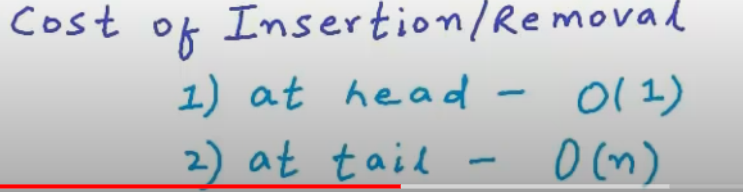 Cost of Insertion/Removal
1) at head - O(1)
2) at tail - O(n)